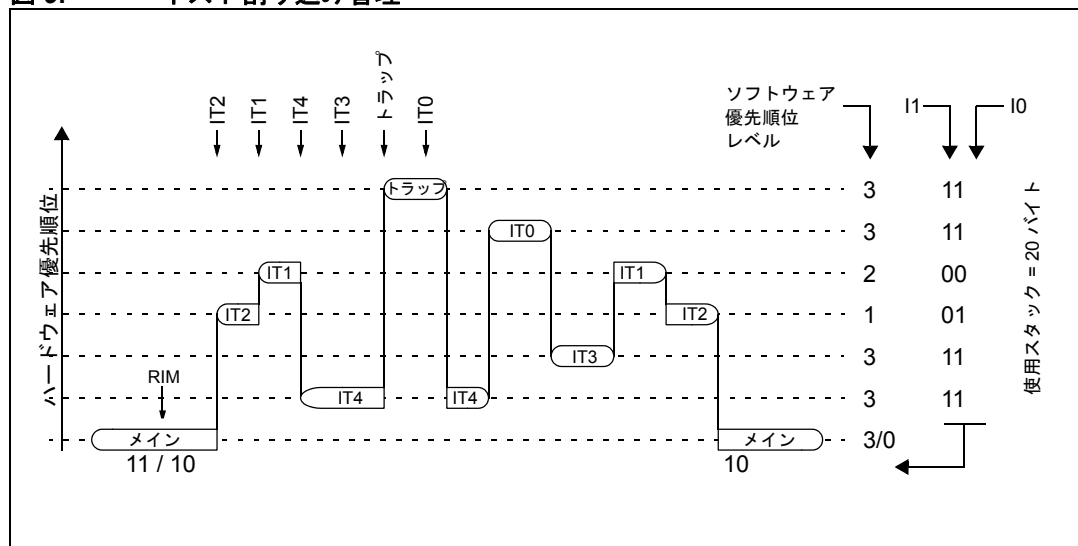 IT2
IT1
IT4
IT3
トラップ
IT0
ソフトウェア
優先順位
レベル
I1
I0
ハードウェア優先順位
トラップ
3
11
IT0
3
11
IT1
IT1
2
00
IT2
IT2
1
01
IT3
3
11
RIM
IT4
IT4
3
11
メイン
メイン
3/0
11 / 10
10
使用スタック = 20 バイト